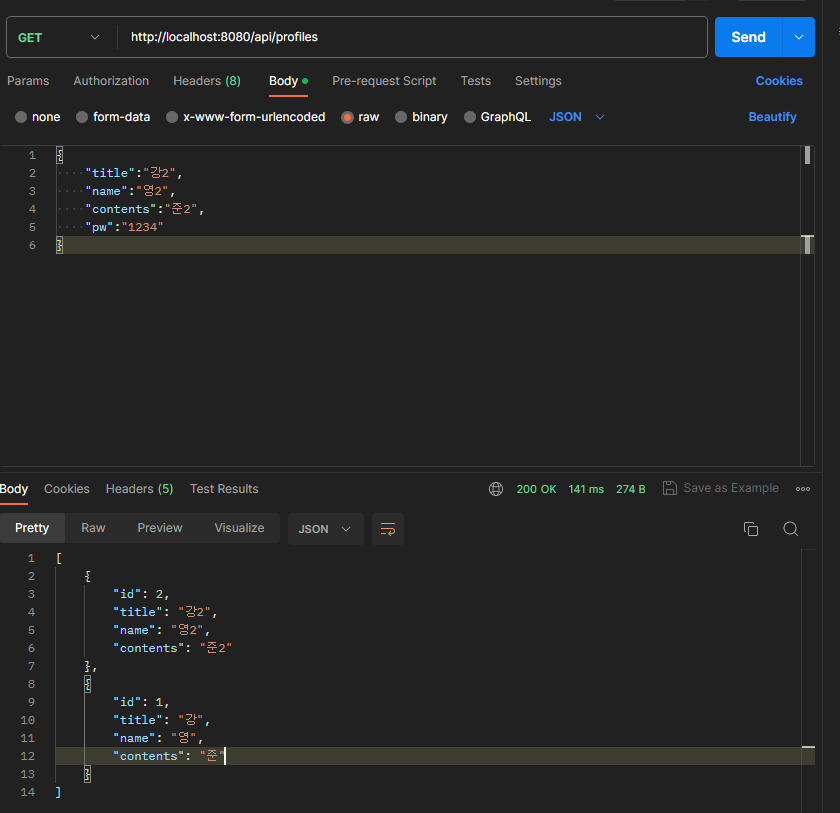 GET http://localhost:8080/api/profiles Send
Params Authorization Headers (8) Body Pre-request Script Tests Settings Cookies
none form-data x-www-form-urlencoded raw binary GraphQL JSON Beautify
1 {
2 ····"title":"강2",
3 ····"name":"영2",
4 ····"contents":"준2",
5 ····"pw":"1234"
6 }
Body Cookies Headers (5) Test Results 200 OK 141 ms 274 B Save as Example
Pretty Raw Preview Visualize JSON
1 [
2 {
3 "id": 2,
4 "title": "강2",
5 "name": "영2",
6 "contents": "준2"
7 },
8 {
9 "id": 1,
10 "title": "강",
11 "name": "영",
12 "contents": "준"
13 }
14 ]